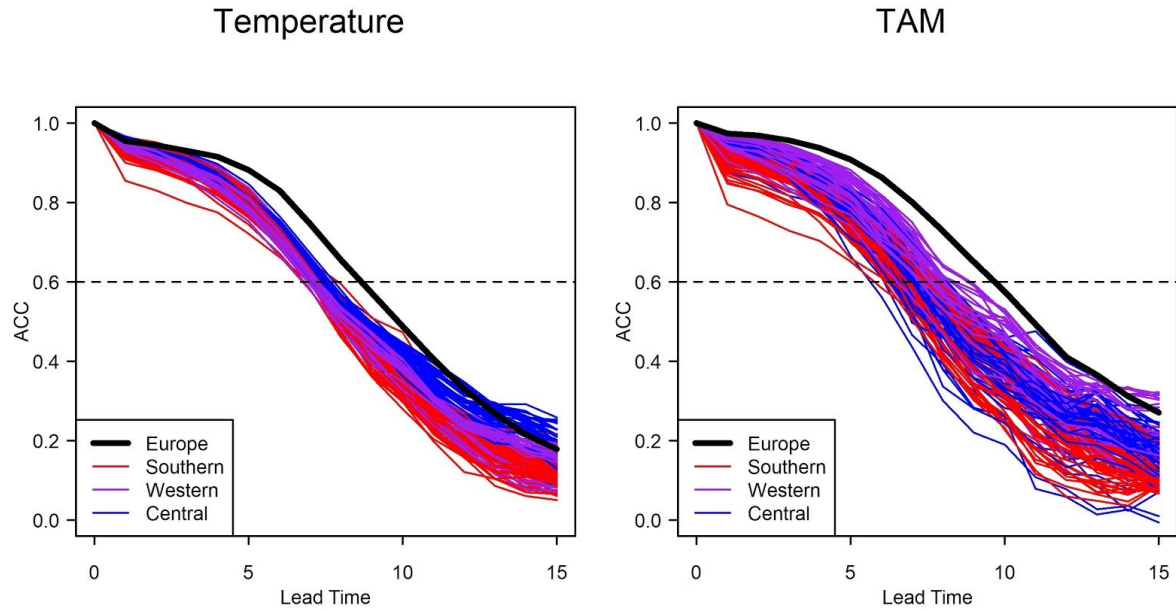 Temperature
TAM
ACC
1.0
0.8
0.6
0.4
0.2
0.0
Europe
Southern
Western
Central
0 5 10 15
Lead Time
ACC
1.0
0.8
0.6
0.4
0.2
0.0
Europe
Southern
Western
Central
0 5 10 15
Lead Time